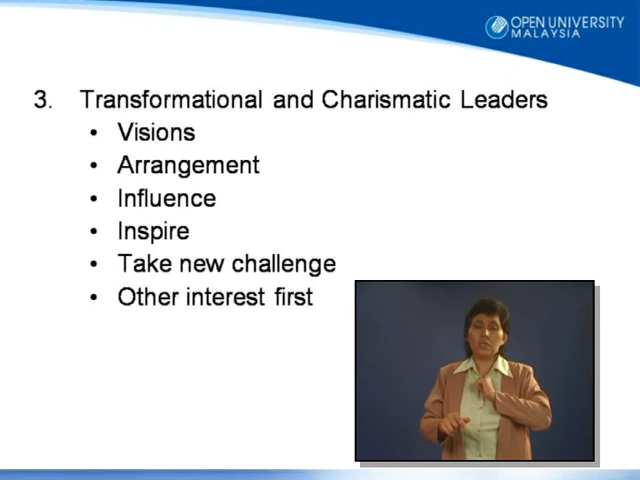 OPEN UNIVERSITY
MALAYSIA
3. Transformational and Charismatic Leaders
• Visions
• Arrangement
• Influence
• Inspire
• Take new challenge
• Other interest first